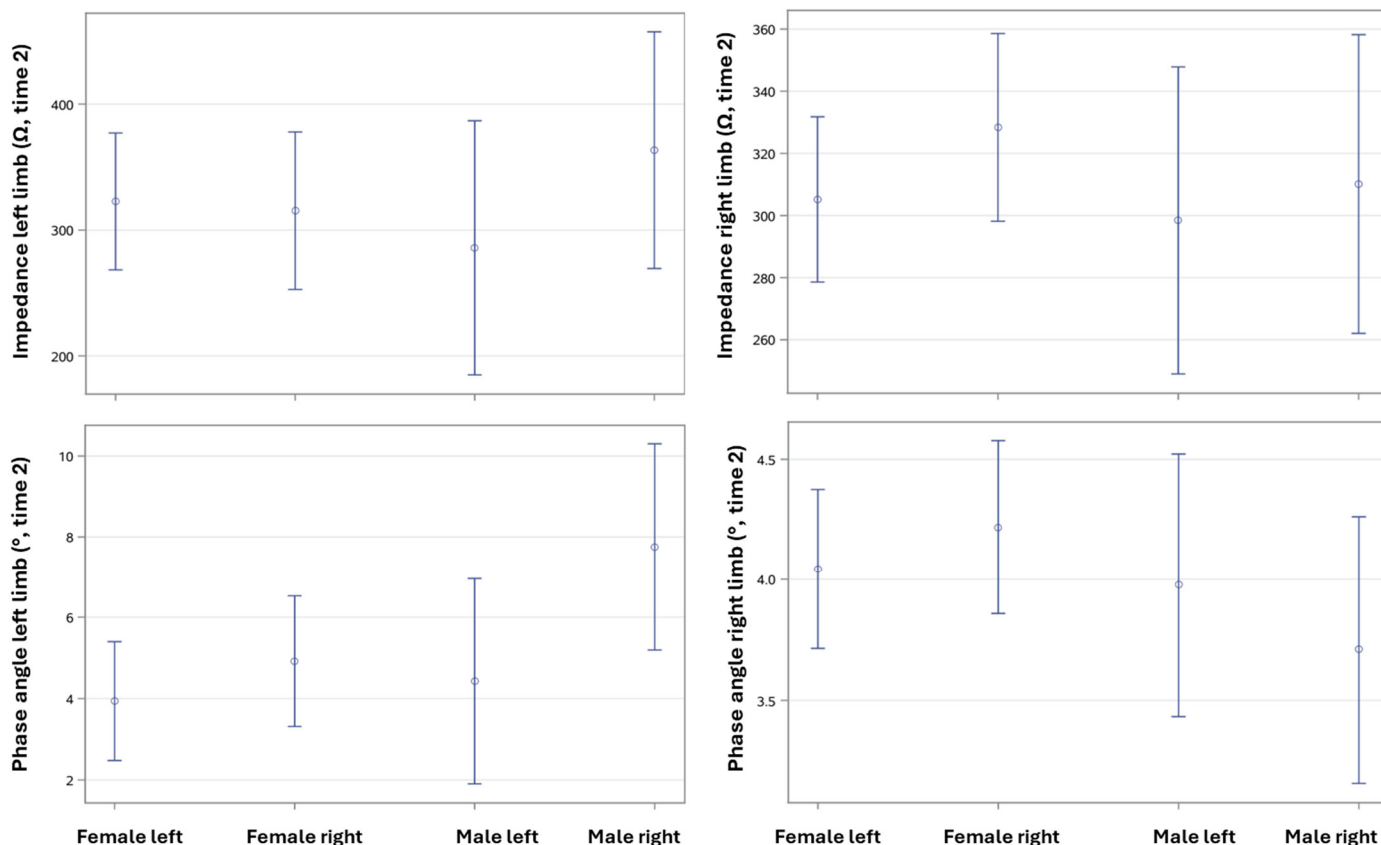 Impedance left limb (Ω, time 2)
400
300
200
Impedance right limb (Ω, time 2)
360
340
320
300
280
260
Phase angle left limb (°, time 2)
10
8
6
4
2
Phase angle right limb (°, time 2)
4.5
4.0
3.5
Female left Female right Male left Male right
Female left Female right Male left Male right